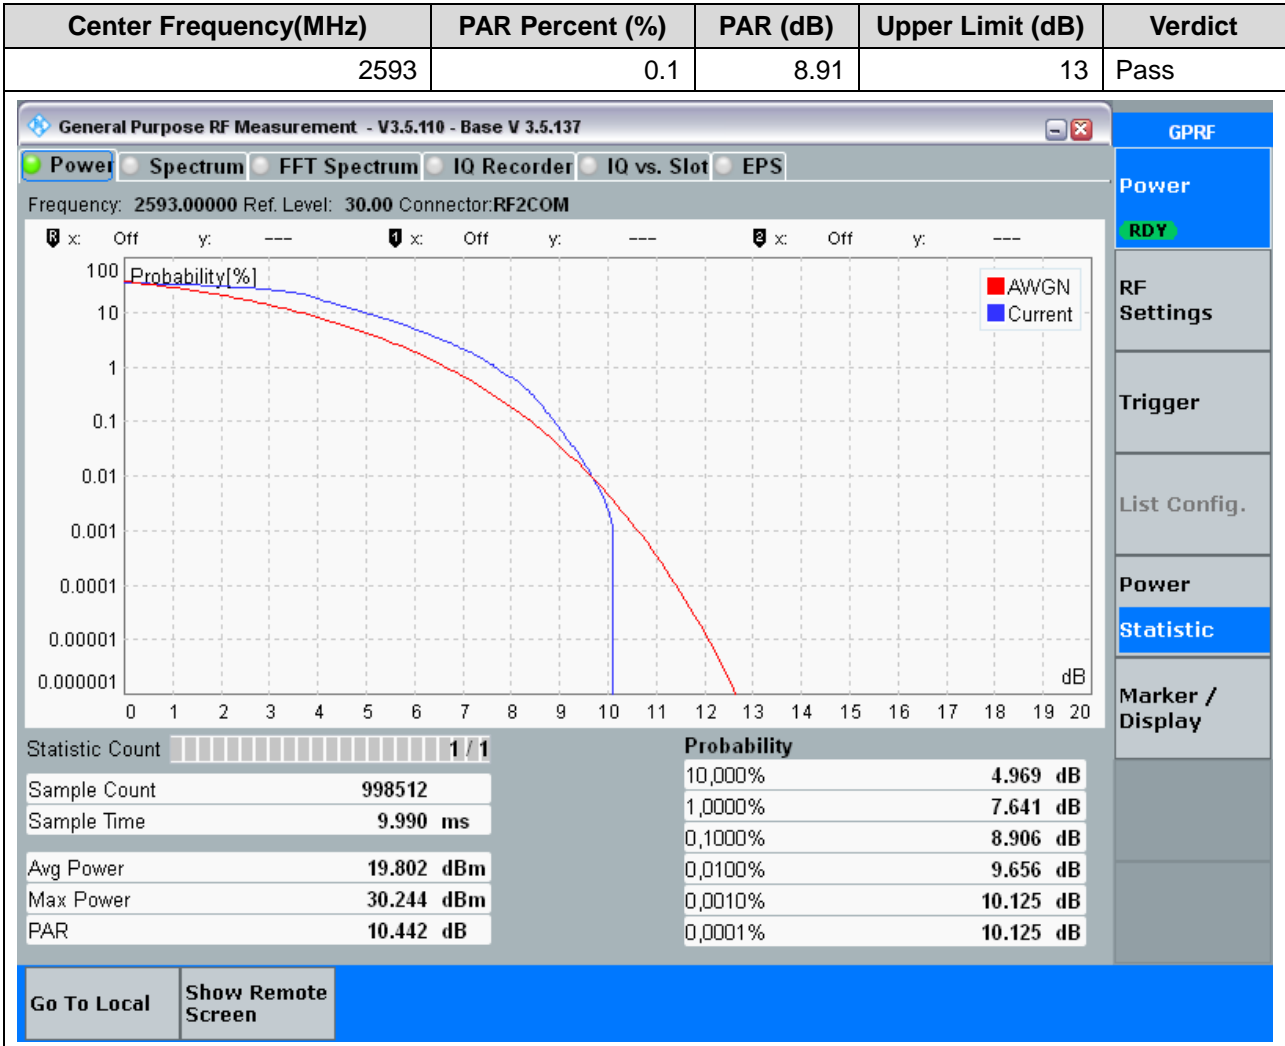 Center Frequency(MHz) PAR Percent (%) PAR (dB) Upper Limit (dB) Verdict
2593 0.1 8.91 13 Pass
General Purpose RF Measurement - V3.5.110 - Base V 3.5.137
GPRF
Power Spectrum FFT Spectrum IQ Recorder IQ vs. Slot EPS
Frequency: 2593.00000 Ref. Level: 30.00 Connector:RF2COM
R x: Off y: --- 1 x: Off y: --- 2 x: Off y: ---
Probability[%]
AWGN
Current
100
10
1
0.1
0.01
0.001
0.0001
0.00001
0.000001
dB
0 1 2 3 4 5 6 7 8 9 10 11 12 13 14 15 16 17 18 19 20
Statistic Count 1 / 1
Sample Count 998512
Sample Time 9.990 ms
Avg Power 19.802 dBm
Max Power 30.244 dBm
PAR 10.442 dB
Probability
10,000% 4.969 dB
1,0000% 7.641 dB
0,1000% 8.906 dB
0,0100% 9.656 dB
0,0010% 10.125 dB
0,0001% 10.125 dB
Power
RDY
RF
Settings
Trigger
List Config.
Power
Statistic
Marker /
Display
Go To Local
Show Remote
Screen